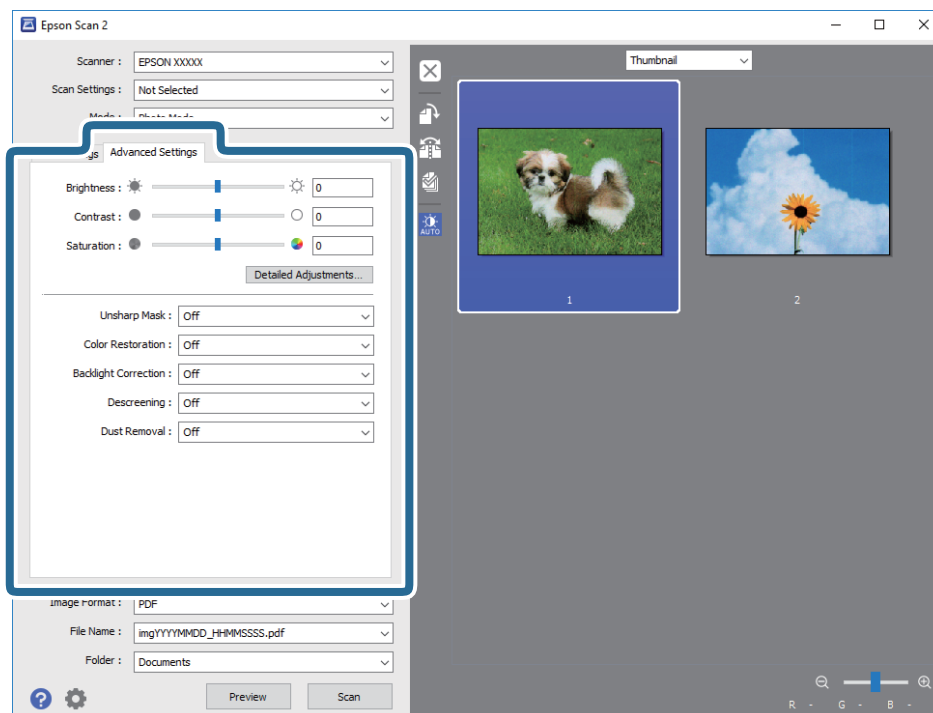 Epson Scan 2
Scanner : EPSON XXXXX
Scan Settings : Not Selected
Advanced Settings
Brightness : 0
Contrast : 0
Saturation : 0
Detailed Adjustments...
Unsharp Mask : Off
Color Restoration : Off
Backlight Correction : Off
Descreening : Off
Dust Removal : Off
Image Format : PDF
File Name : imgYYYYMMDD_HHMMSSSS.pdf
Folder : Documents
Preview Scan
Thumbnail
AUTO
1 2
R - G - B -